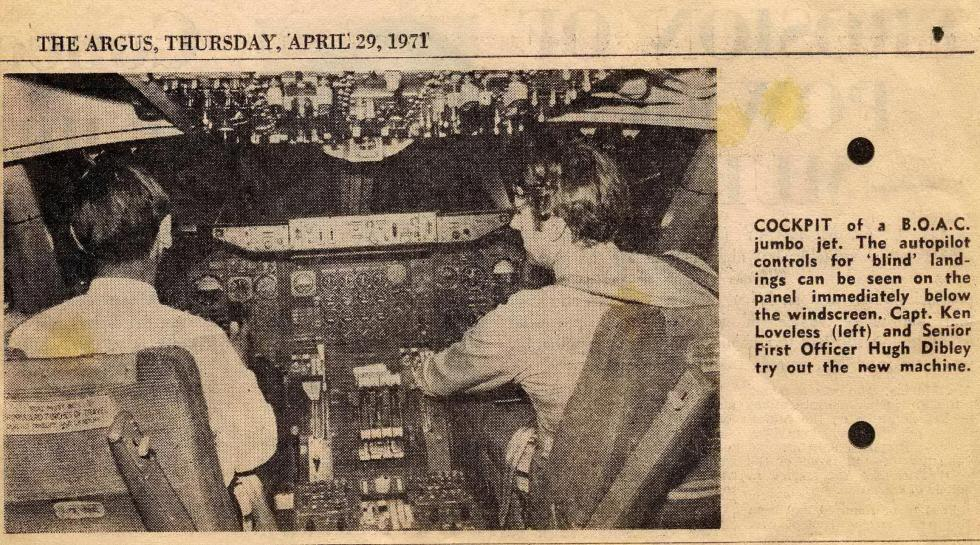 THE ARGUS, THURSDAY, APRIL 29, 1971
COCKPIT of a B.O.A.C.
jumbo jet. The autopilot
controls for 'blind' land-
ings can be seen on the
panel immediately below
the windscreen. Capt. Ken
Loveless (left) and Senior
First Officer Hugh Dibley
try out the new machine.